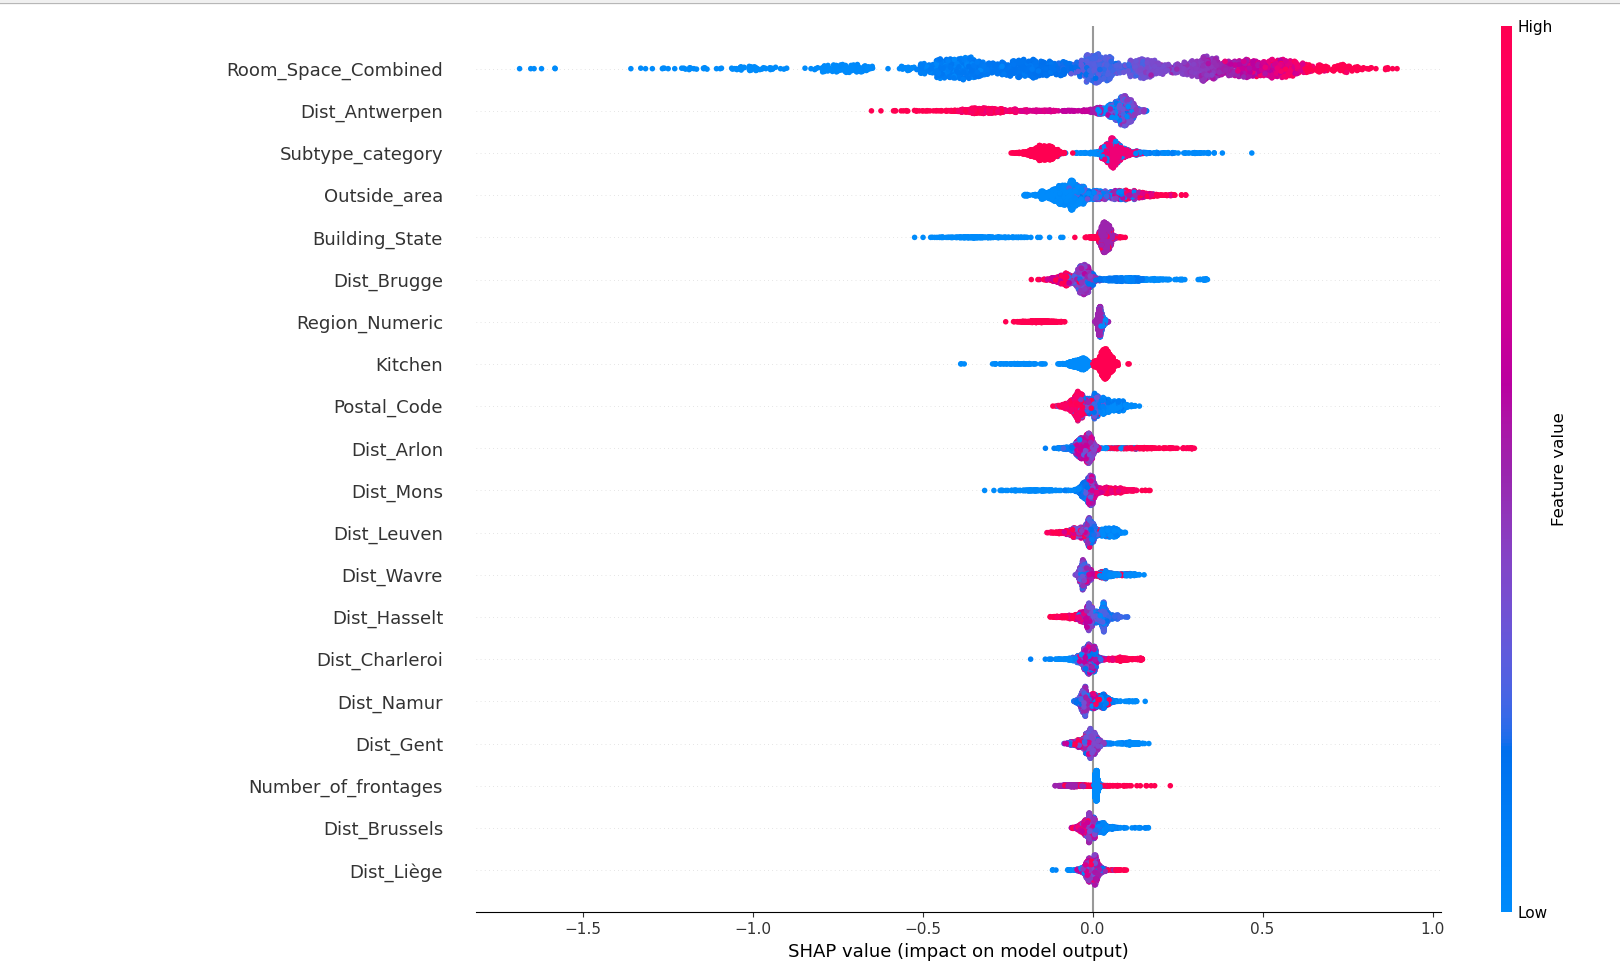 High
Room_Space_Combined
Dist_Antwerpen
Subtype_category
Outside_area
Building_State
Dist_Brugge
Region_Numeric
Kitchen
Postal_Code
Dist_Arlon
Dist_Mons
Dist_Leuven
Dist_Wavre
Dist_Hasselt
Dist_Charleroi
Dist_Namur
Dist_Gent
Number_of_frontages
Dist_Brussels
Dist_Liège
Feature value
Low
−1.5 −1.0 −0.5 0.0 0.5 1.0
SHAP value (impact on model output)